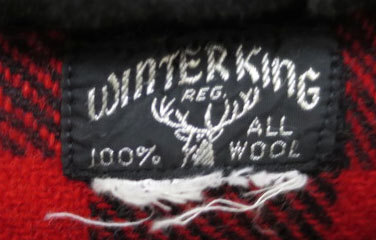 WINTER KING
REG.
100% ALL
WOOL